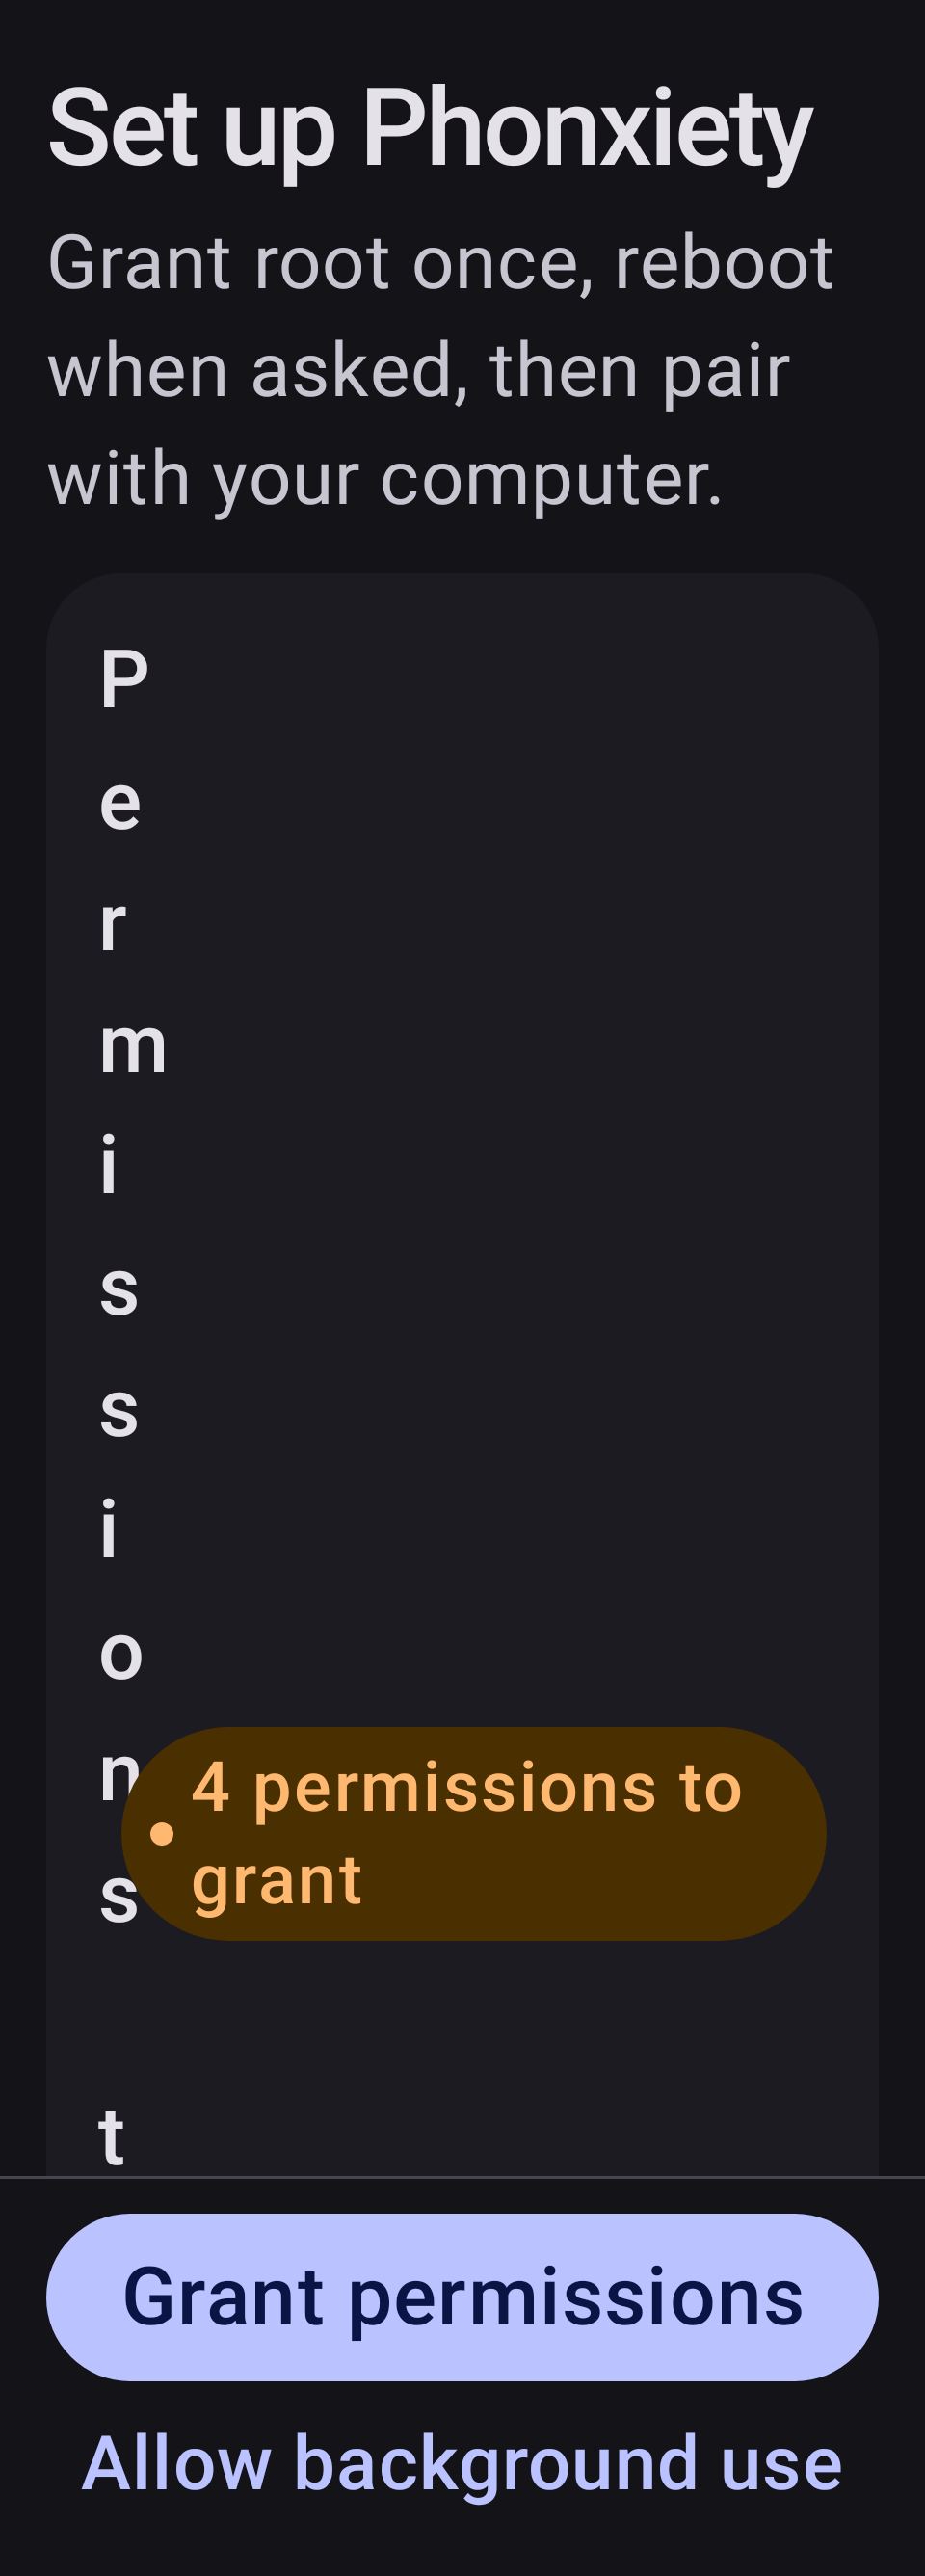 Set up Phonxiety
Grant root once, reboot
when asked, then pair
with your computer.
P
e
r
m
i
s
s
i
o
n
s
4 permissions to
grant
t
Grant permissions
Allow background use